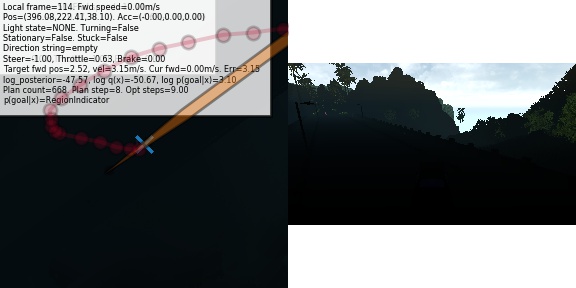 Local frame=114. Fwd speed=0.00m/s
Pos=(396.08,222.41,38.10). Acc=(-0.00,0.00,0.00)
Light state=NONE. Turning=False
Stationary=False. Stuck=False
Direction string=empty
Steer=-1.00, Throttle=0.63, Brake=0.00
Target fwd pos=2.52, vel=3.15m/s. Cur fwd=0.00m/s. Err=3.15
log_posterior=-47.57, log q(x)=-50.67, log p(goal|x)=3.10
Plan count=668. Plan step=8. Opt steps=9.00
p(goal|x)=RegionIndicator